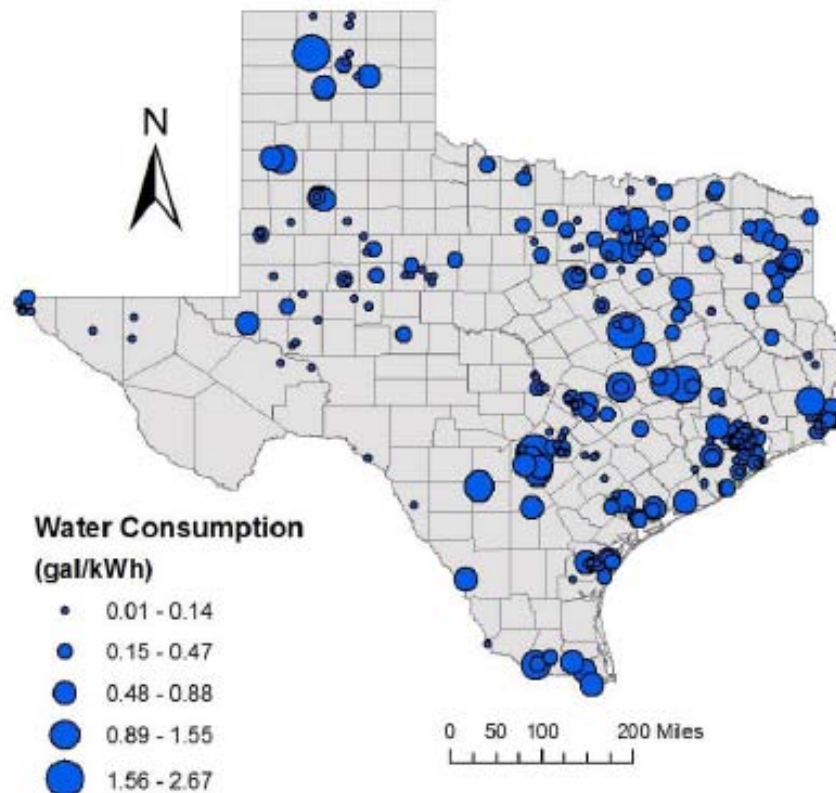 N
Water Consumption
(gal/kWh)
0.01 - 0.14
0.15 - 0.47
0.48 - 0.88
0.89 - 1.55
1.56 - 2.67
0 50 100 200 Miles